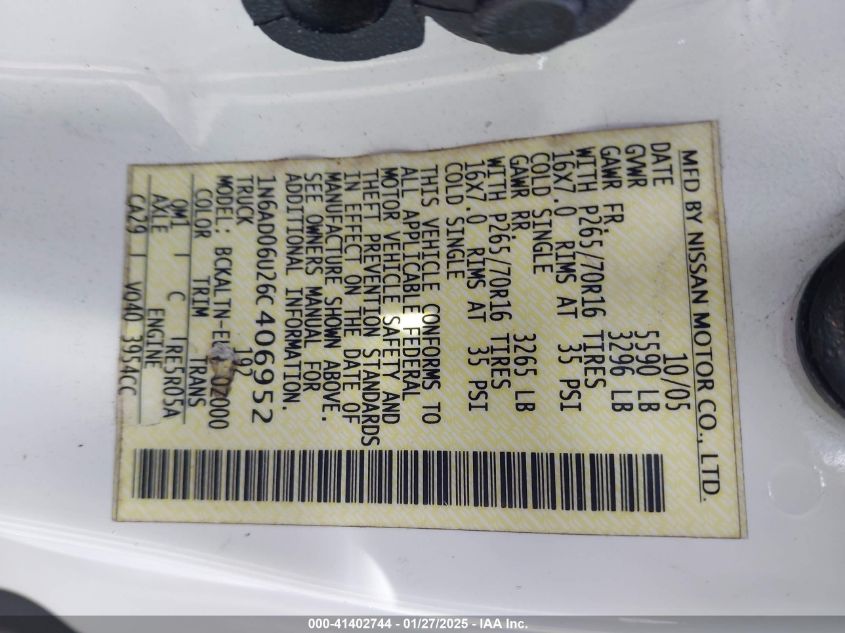 MFD BY NISSAN MOTOR CO., LTD.
DATE 10/05
GVWR 5590 LB
GAWR FR. 3296 LB
WITH P265/70R16 TIRES
16X7.0 RIMS AT 35 PSI
COLD SINGLE
GAWR RR 3265 LB
WITH P265/70R16 TIRES
16X7.0 RIMS AT 35 PSI
COLD SINGLE
THIS VEHICLE CONFORMS TO
ALL APPLICABLE FEDERAL
MOTOR VEHICLE SAFETY AND
THEFT PREVENTION STANDARDS
IN EFFECT ON THE DATE OF
MANUFACTURE SHOWN ABOVE.
SEE OWNERS MANUAL FOR
ADDITIONAL INFORMATION.
1N6AD06U26C406952
TRUCK 192
MODEL: BCKALTN-
COLOR TRIM TRANS
QM1 C RE5R05A
AXLE ENGINE
CA29 VQ40 3954CC
000-41402744 — 01/27/2025 — IAA Inc.